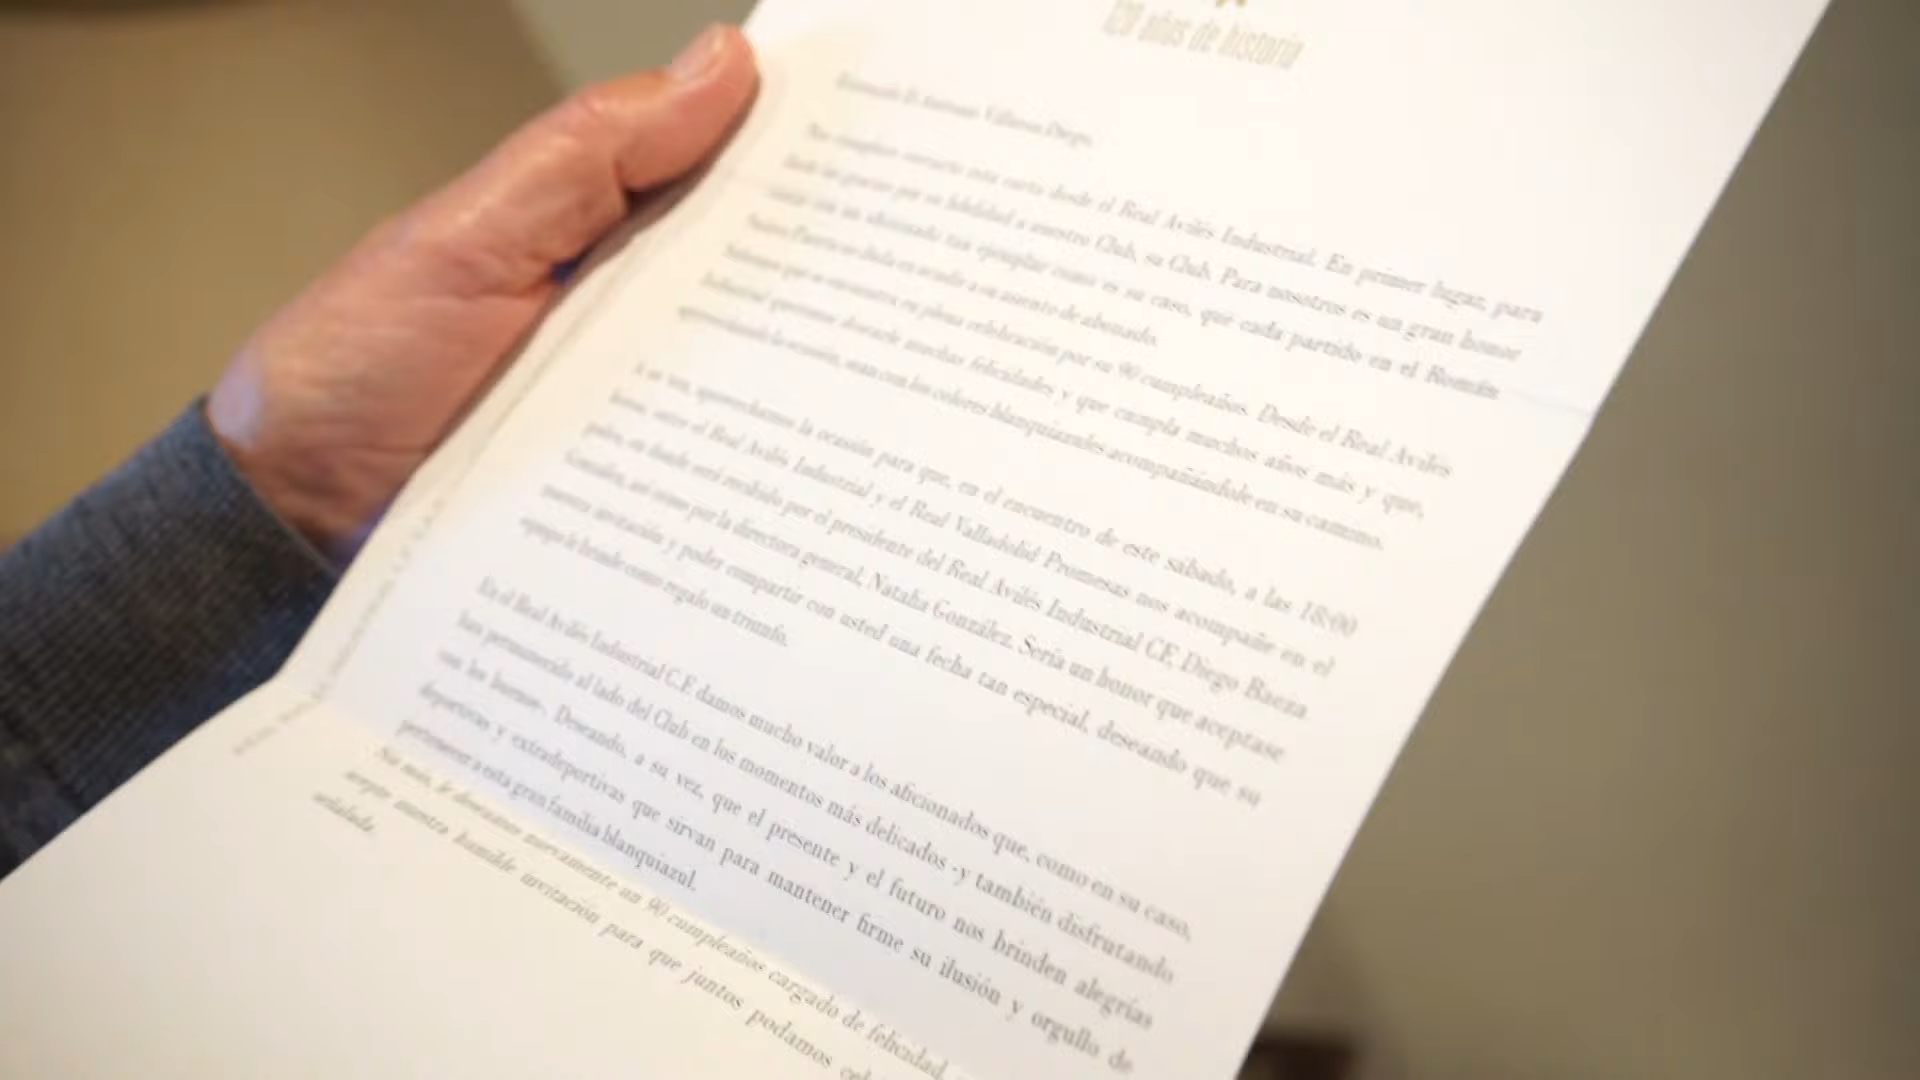 120 años de historia
Estimado D. Antonio Villanueva Diego,
Nos complace enviarle esta carta desde el Real Avilés Industrial. En primer lugar, para
darle las gracias por su fidelidad a nuestro Club, su Club. Para nosotros es un gran honor
contar con un aficionado tan ejemplar como es su caso, que cada partido en el Román
Suárez Puerta no duda en acudir a su asiento de abonado.
Sabemos que se encuentra en plena celebración por su 90 cumpleaños. Desde el Real Avilés
Industrial queremos desearle muchas felicidades y que cumpla muchos años más y que,
aprovechando la ocasión, sean con los colores blanquiazules acompañándole en su camino.
A su vez, aprovechamos la ocasión para que, en el encuentro de este sábado, a las 18:00
horas, entre el Real Avilés Industrial y el Real Valladolid Promesas nos acompañe en el
palco, en donde será recibido por el presidente del Real Avilés Industrial CF, Diego Baeza
González, así como por la directora general, Natalia González. Sería un honor que aceptase
nuestra invitación y poder compartir con usted una fecha tan especial, deseando que su
equipo le brinde como regalo un triunfo.
En el Real Avilés Industrial C.F. damos mucho valor a los aficionados que, como en su caso,
han permanecido al lado del Club en los momentos más delicados -y también disfrutando
con los buenos-. Deseando, a su vez, que el presente y el futuro nos brinden alegrías
deportivas y extradeportivas que sirvan para mantener firme su ilusión y orgullo de
pertenecer a esta gran familia blanquiazul.
Sin más, le deseamos nuevamente un 90 cumpleaños cargado de felicidad,
acepte nuestra humilde invitación para que juntos podamos
señalada